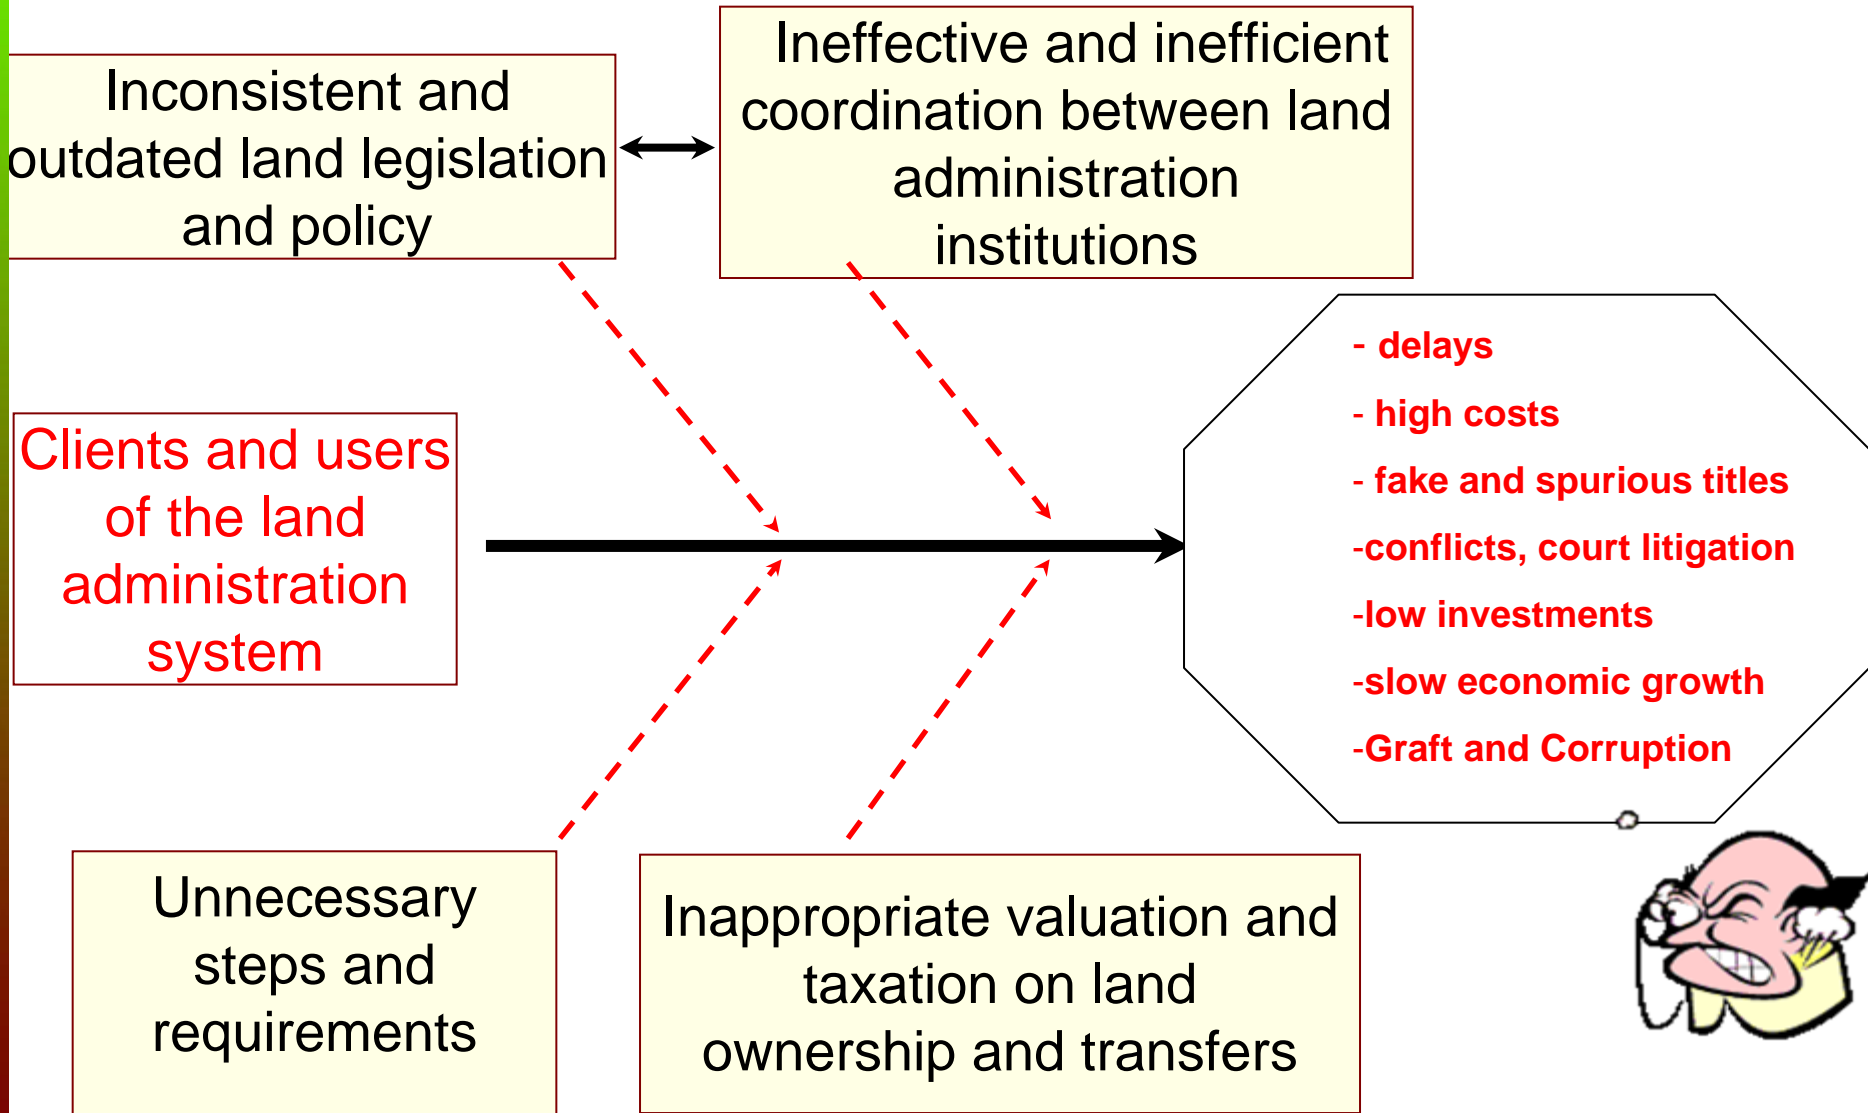 Inconsistent and
outdated land legislation
and policy
Ineffective and inefficient
coordination between land
administration
institutions
Clients and users
of the land
administration
system
- delays
- high costs
- fake and spurious titles
-conflicts, court litigation
-low investments
-slow economic growth
-Graft and Corruption
Unnecessary
steps and
requirements
Inappropriate valuation and
taxation on land
ownership and transfers